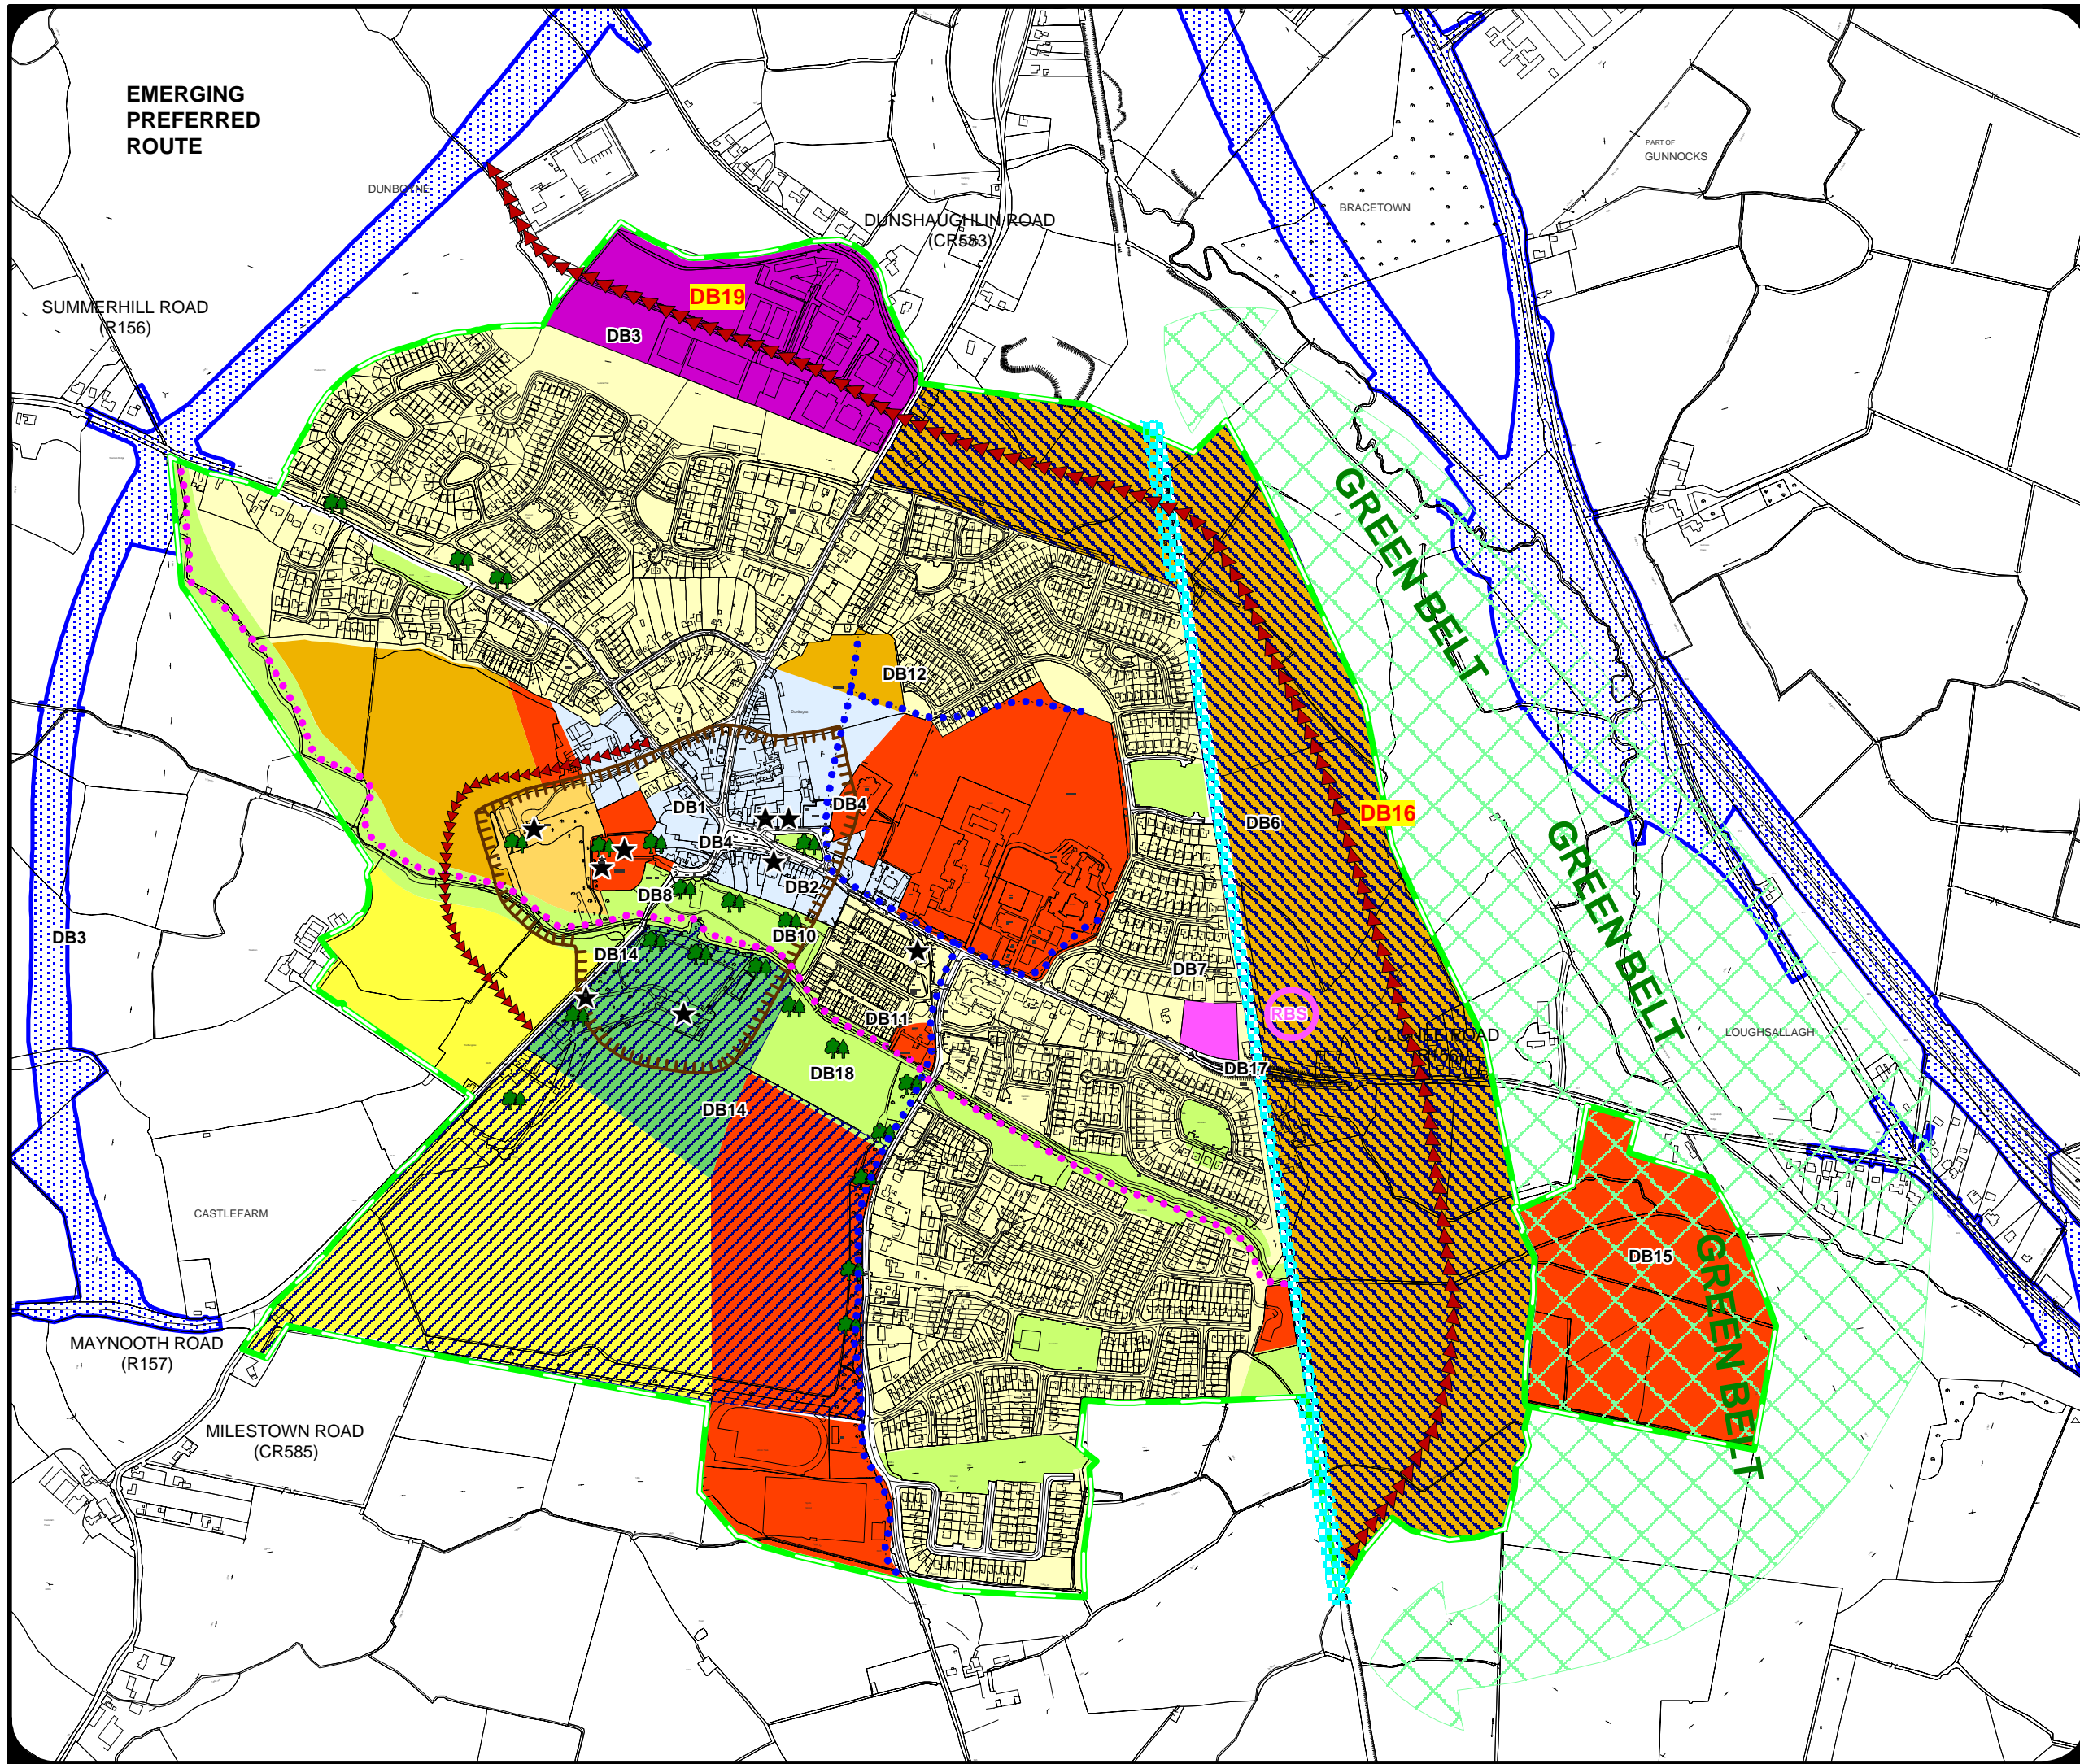 EMERGING
PREFERRED
ROUTE
PART OF
GUNNOCKS
DUNBOYNE
BRACETOWN
DUNSHAUGHLIN ROAD
(CR583)
SUMMERHILL ROAD
(R156)
DB19
DB3
GREEN BELT
DB12
DB1
DB4
DB4
DB6
DB16
DB2
DB8
GREEN BELT
DB3
DB10
DB14
DB7
RBS
DB11
CLONEE ROAD
LOUGHSALLAGH
DB18
DB17
DB14
CASTLEFARM
DB15
GREEN BELT
MAYNOOTH ROAD
(R157)
MILESTOWN ROAD
(CR585)